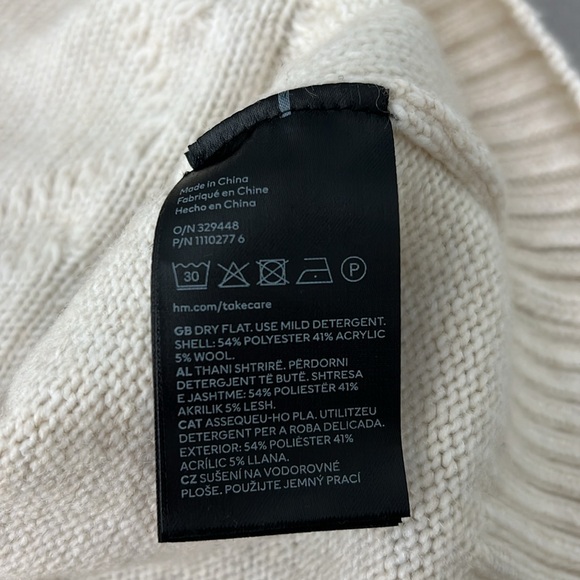 Made in China
Fabriqué en Chine
Hecho en China
O/N 329448
P/N 1110277 6
30 P
hm.com/takecare
GB DRY FLAT. USE MILD DETERGENT.
SHELL: 54% POLYESTER 41% ACRYLIC
5% WOOL.
AL THANI SHTRIRË. PËRDORNI
DETERGJENT TË BUTË. SHTRESA
E JASHTME: 54% POLIESTËR 41%
AKRILIK 5% LESH.
CAT ASSEQUEU-HO PLA. UTILITZEU
DETERGENT PER A ROBA DELICADA.
EXTERIOR: 54% POLIÈSTER 41%
ACRÍLIC 5% LLANA.
CZ SUŠENÍ NA VODOROVNÉ
PLOŠE. POUŽIJTE JEMNÝ PRACÍ